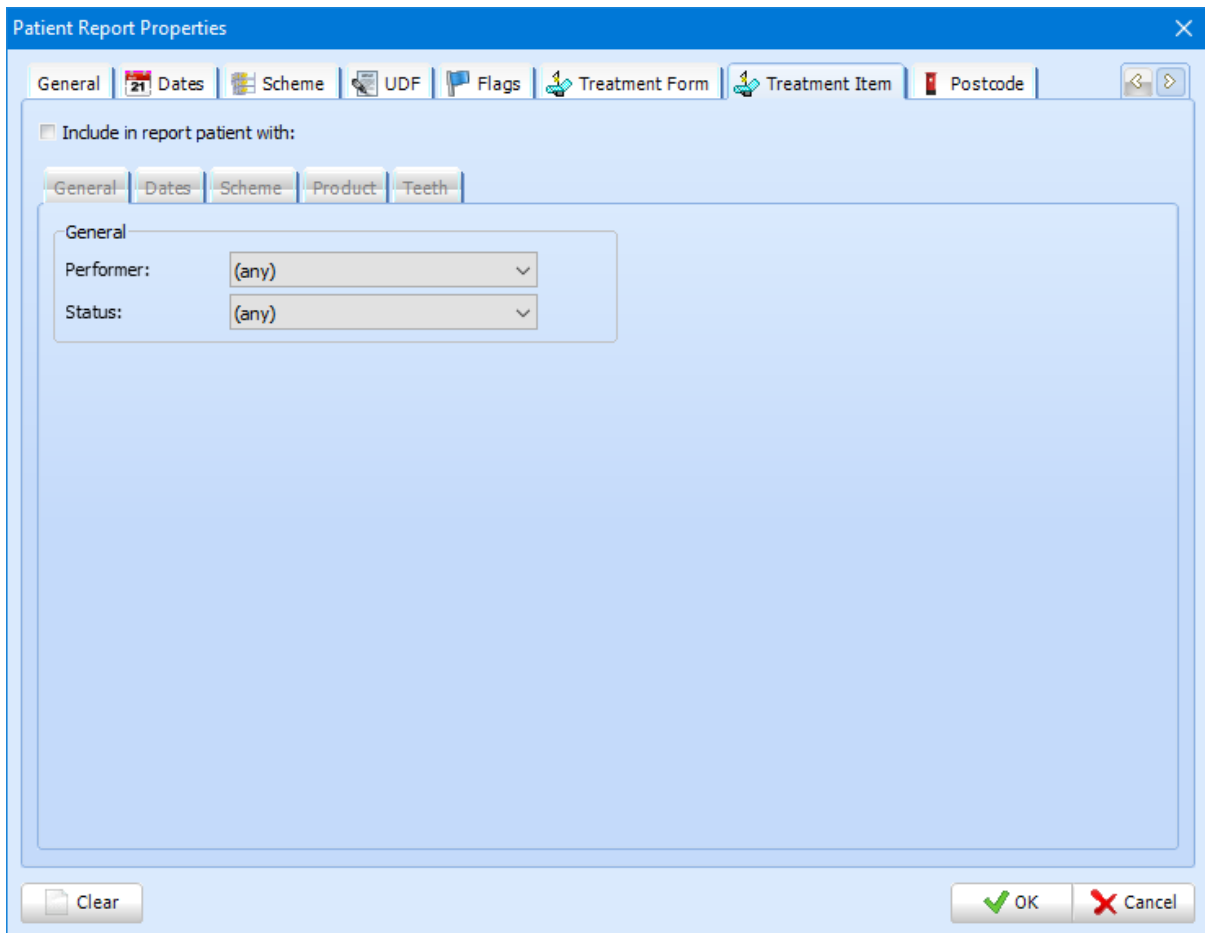 Patient Report Properties
General Dates Scheme UDF Flags Treatment Form Treatment Item Postcode
Include in report patient with:
General Dates Scheme Product Teeth
General
Performer: (any)
Status: (any)
Clear OK Cancel